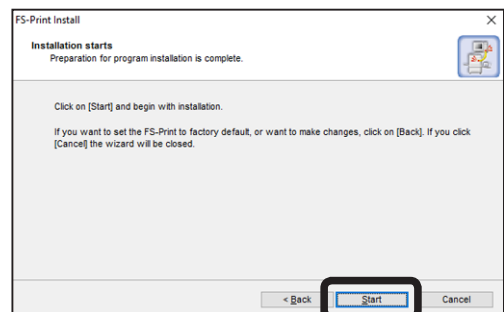 FS-Print Install
Installation starts
Preparation for program installation is complete.
Click on [Start] and begin with installation.
If you want to set the FS-Print to factory default, or want to make changes, click on [Back]. If you click
[Cancel] the wizard will be closed.
< Back Start Cancel